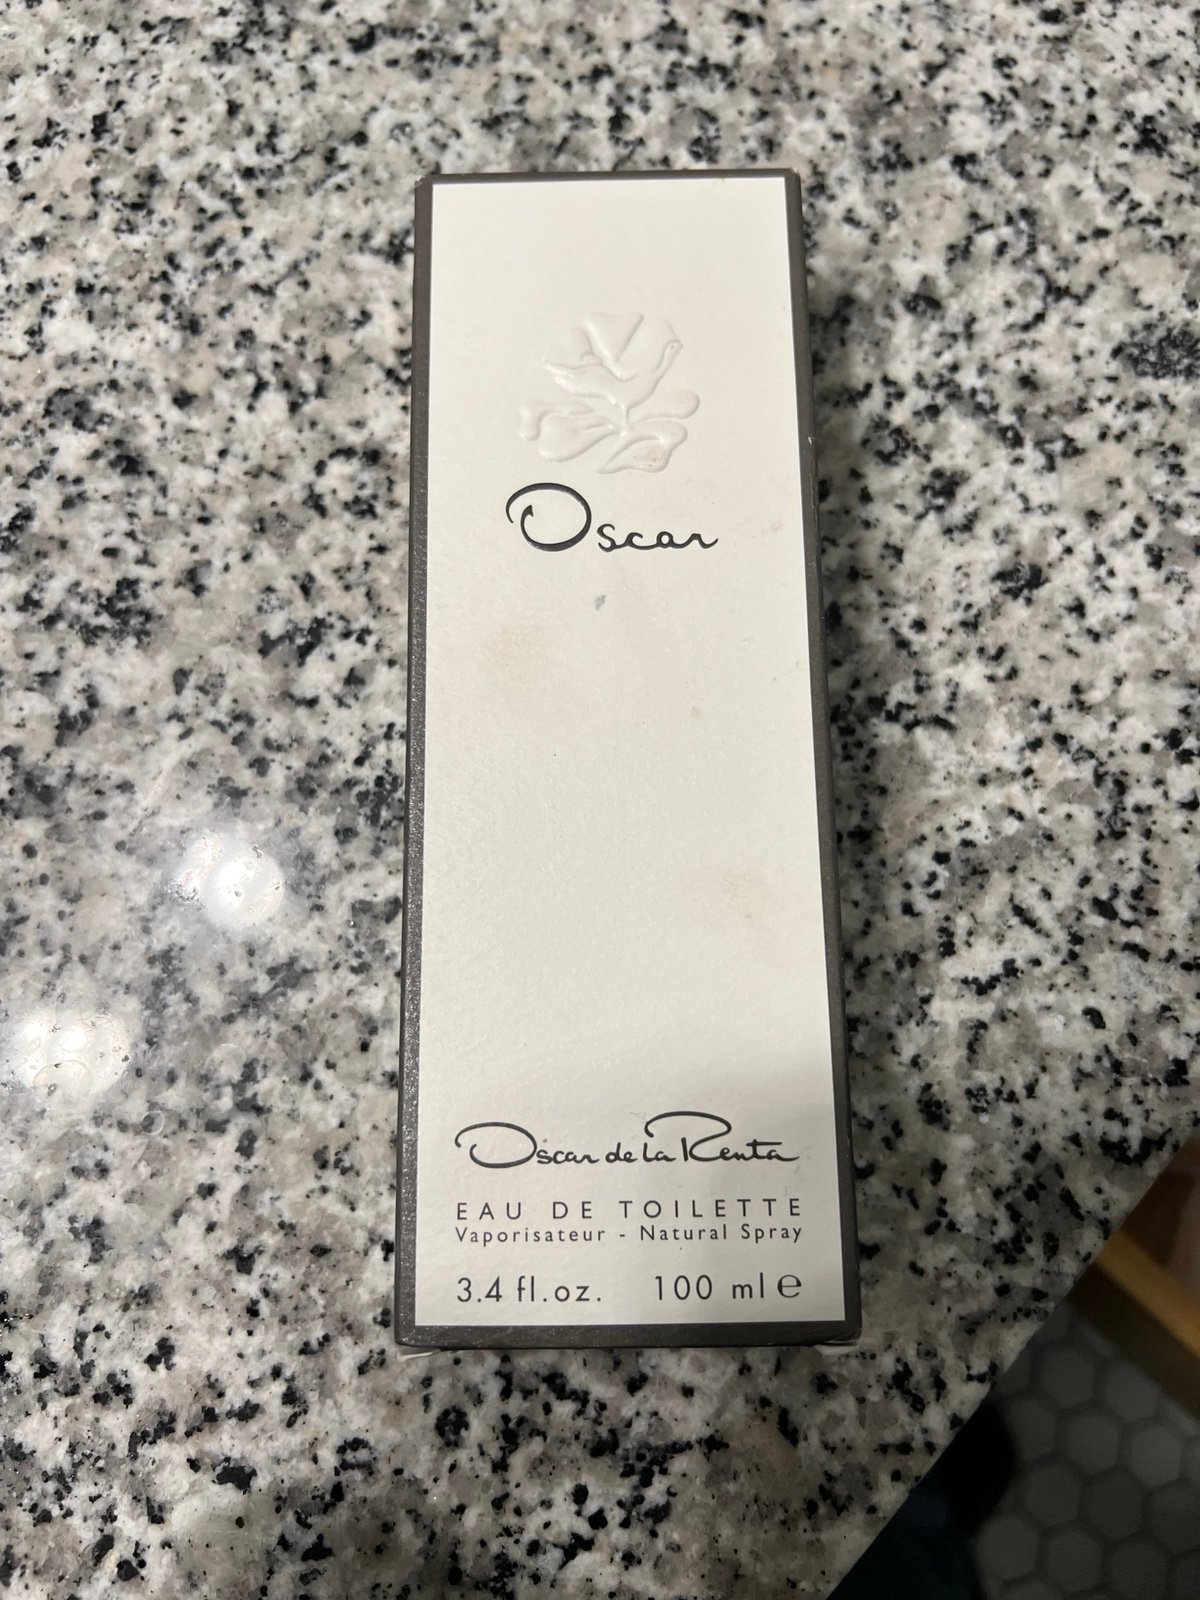 Oscar
Oscar de la Renta
EAU DE TOILETTE
Vaporisateur - Natural Spray
3.4 fl.oz. 100 ml ℮